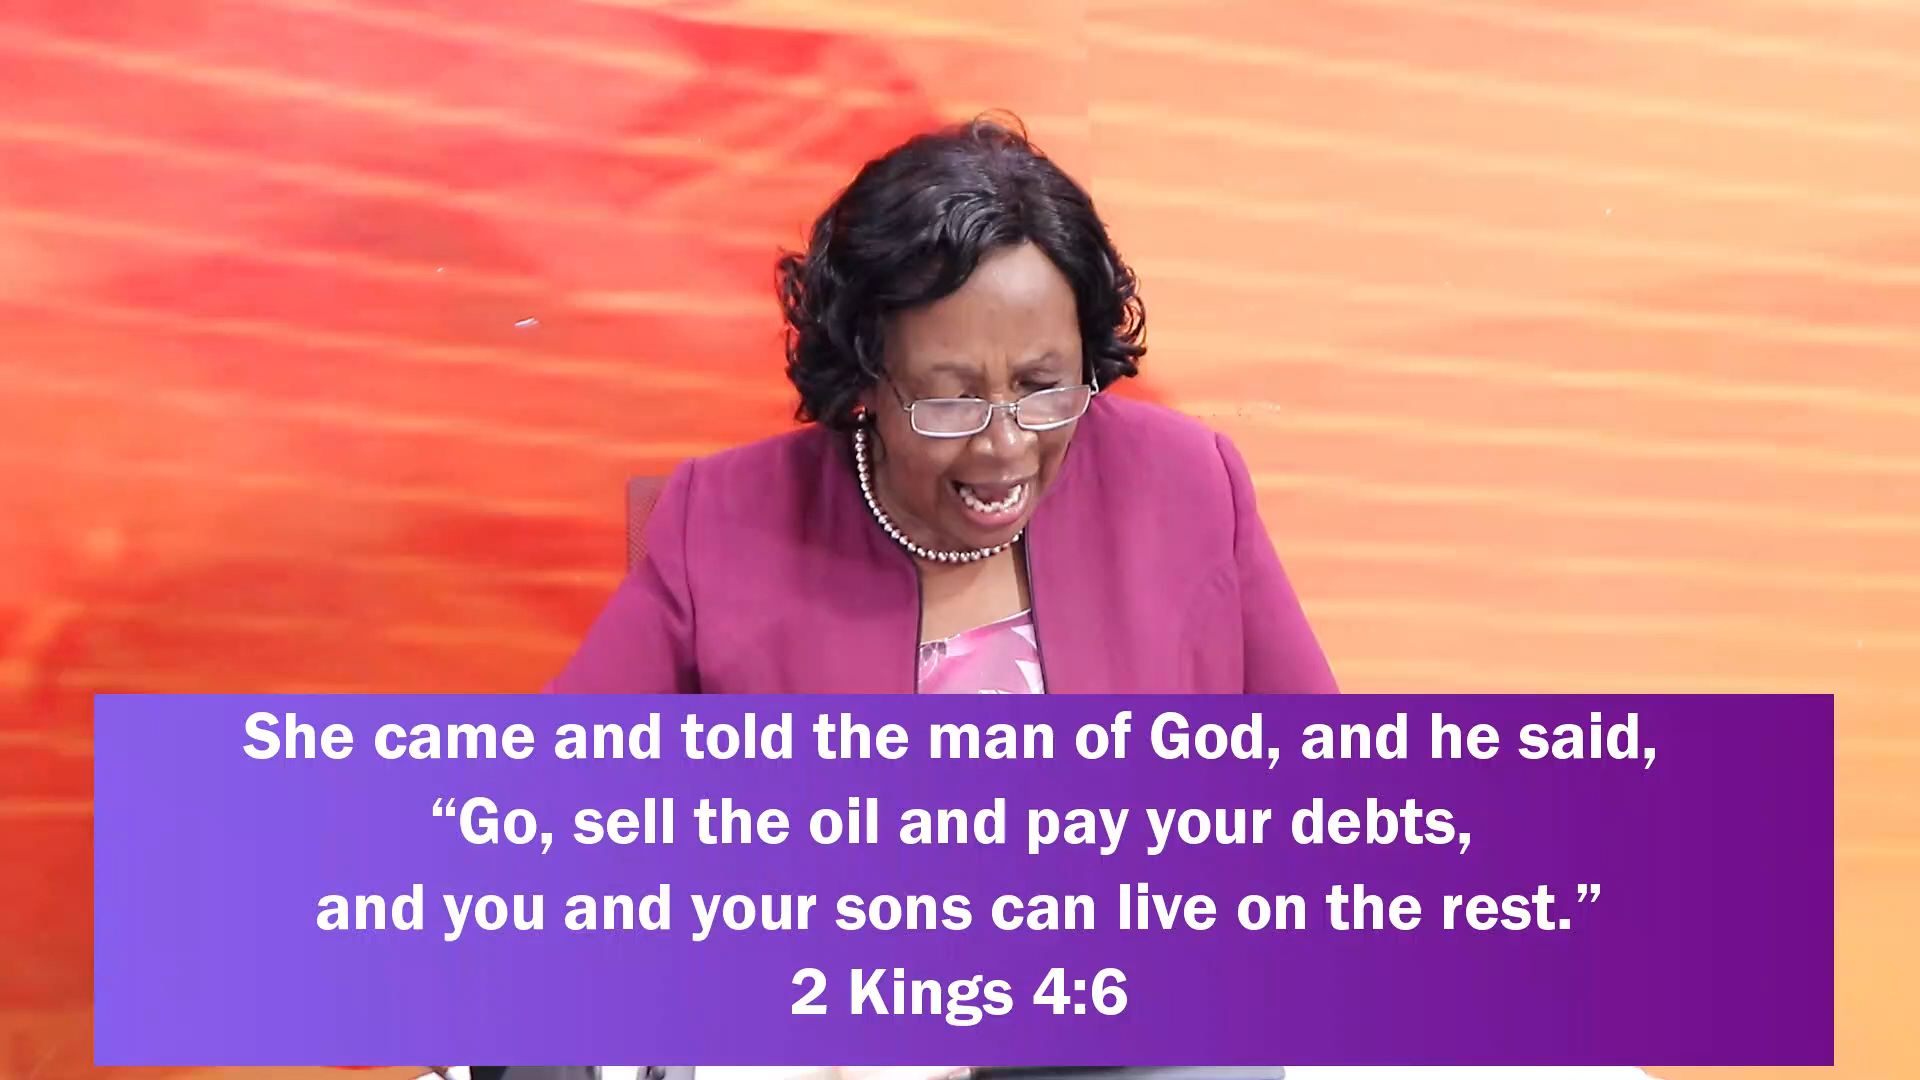 She came and told the man of God, and he said,
“Go, sell the oil and pay your debts,
and you and your sons can live on the rest.”
2 Kings 4:6